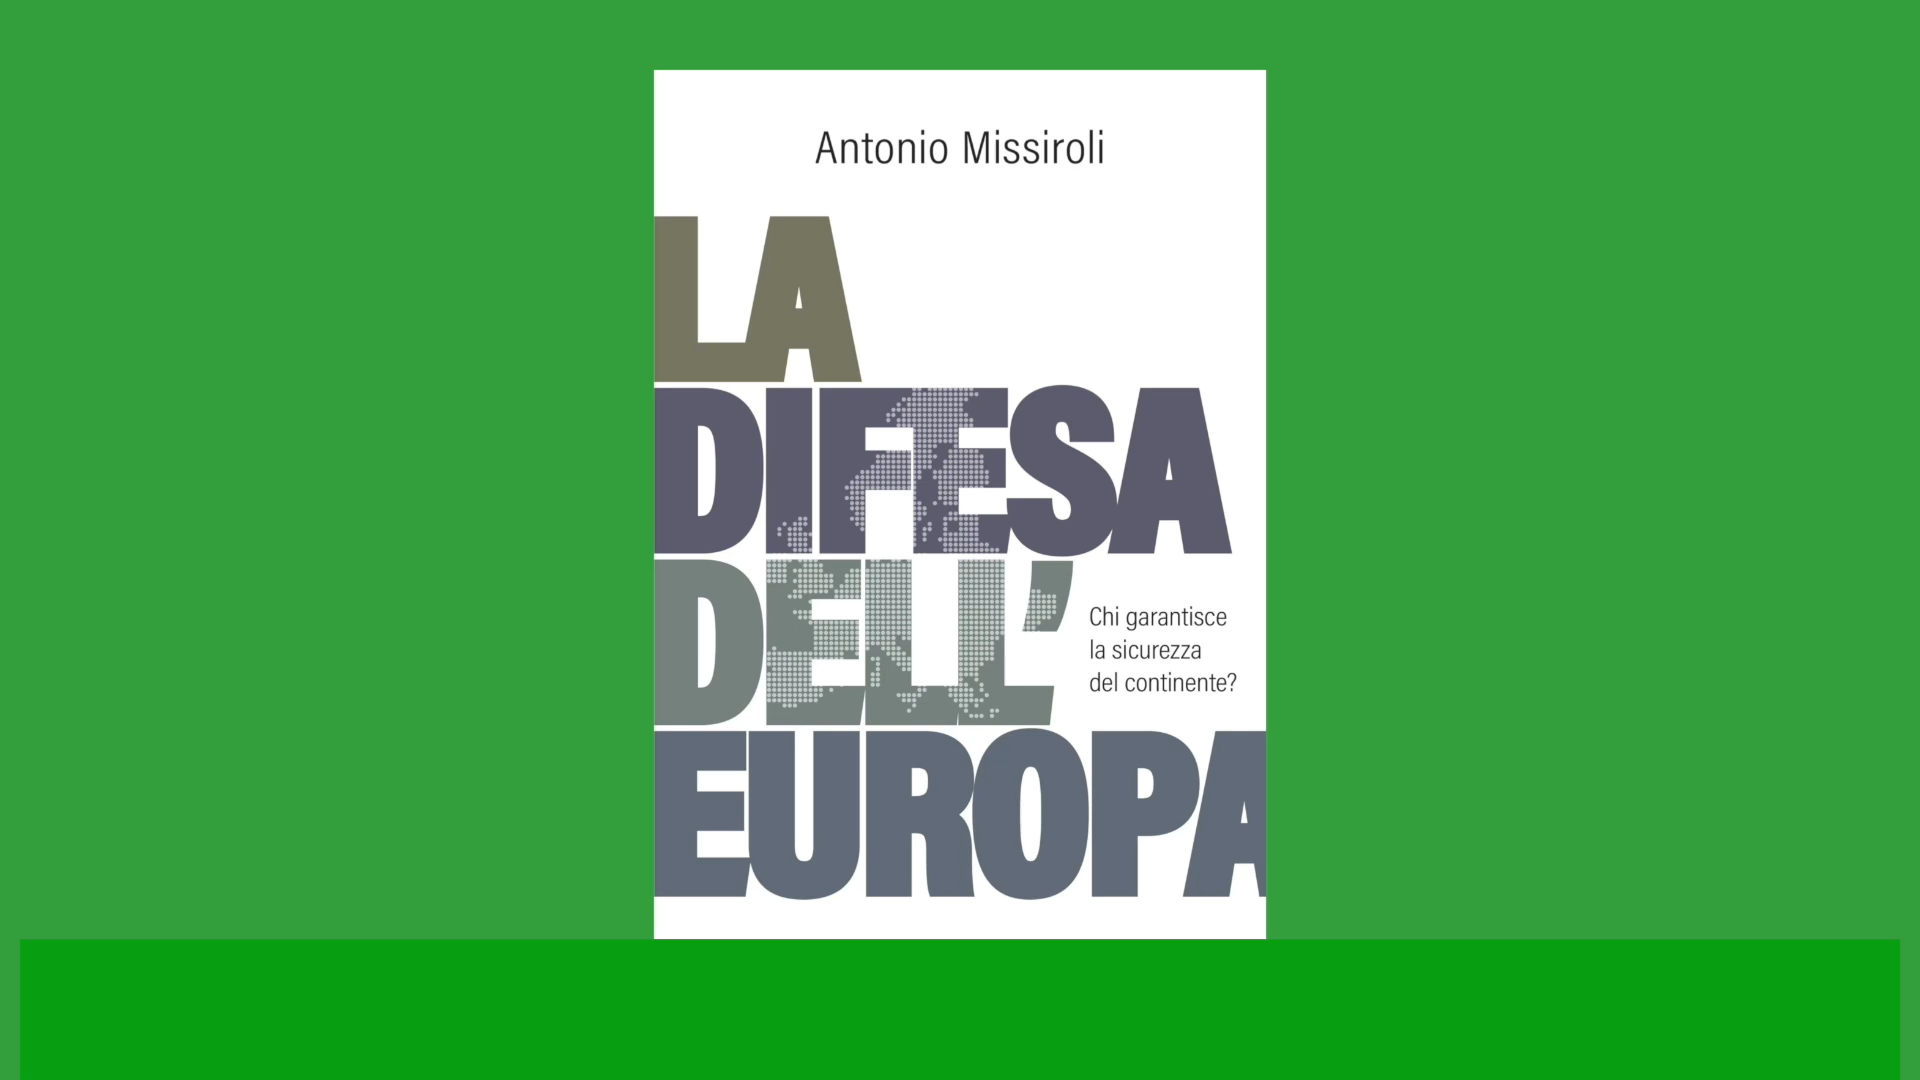 Antonio Missiroli
LA
DIFESA
DELL'
Chi garantisce
la sicurezza
del continente?
EUROPA